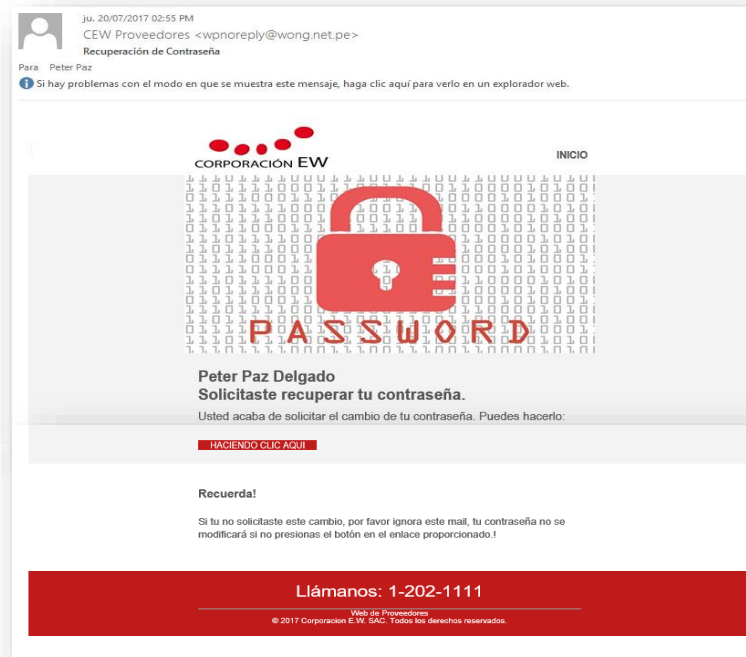 ju. 20/07/2017 02:55 PM
CEW Proveedores <wpnoreply@wong.net.pe>
Recuperación de Contraseña
Para Peter Paz
Si hay problemas con el modo en que se muestra este mensaje, haga clic aquí para verlo en un explorador web.
CORPORACIÓN EW
INICIO
PASSWORD
Peter Paz Delgado
Solicitaste recuperar tu contraseña.
Usted acaba de solicitar el cambio de tu contraseña. Puedes hacerlo:
HACIENDO CLIC AQUI
Recuerda!
Si tu no solicitaste este cambio, por favor ignora este mail, tu contraseña no se
modificará si no presionas el botón en el enlace proporcionado.!
Llámanos: 1-202-1111
Web de Proveedores
© 2017 Corporacion E.W. SAC. Todos los derechos reservados.